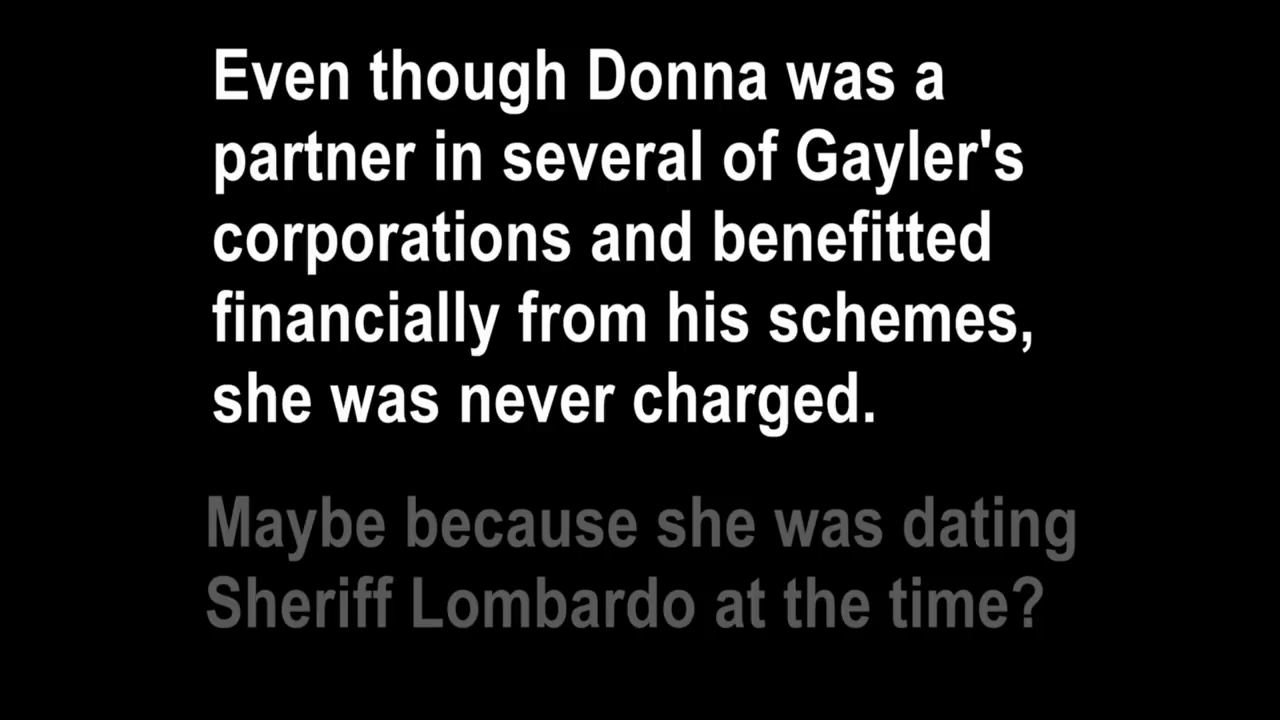 Even though Donna was a
partner in several of Gayler's
corporations and benefitted
financially from his schemes,
she was never charged.
Maybe because she was dating
Sheriff Lombardo at the time?